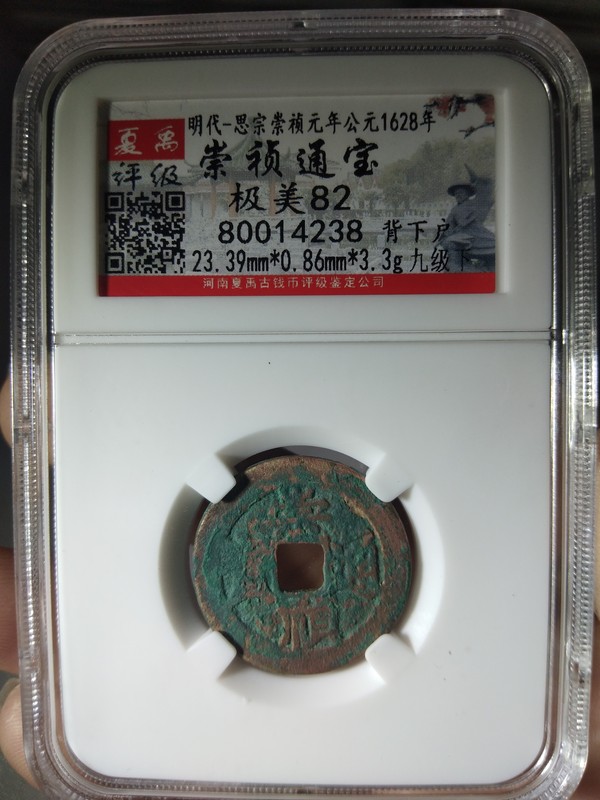 夏禹
评级
明代-思宗崇祯元年公元1628年
崇祯通宝
极美82
80014238 背下户
23.39mm*0.86mm*3.3g 九级下
河南夏禹古钱币评级鉴定公司